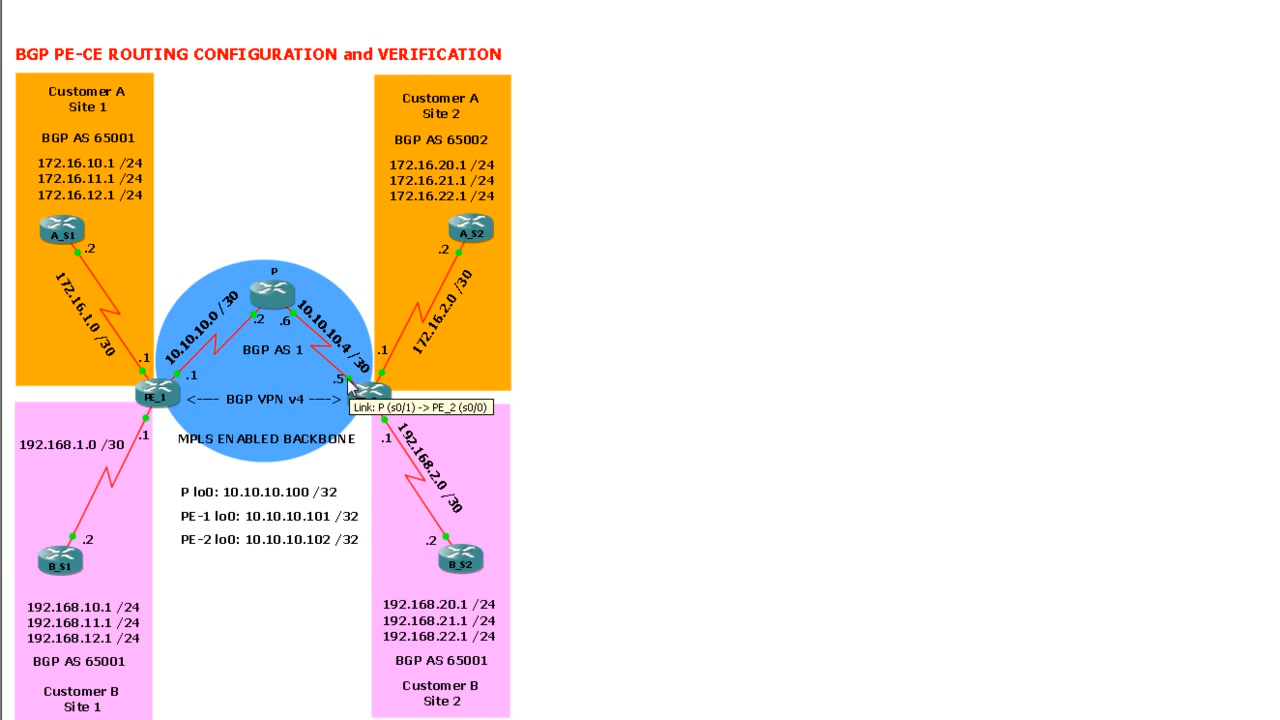 BGP PE-CE ROUTING CONFIGURATION and VERIFICATION
Customer A
Site 1
BGP AS 65001
172.16.10.1 /24
172.16.11.1 /24
172.16.12.1 /24
A_S1
.2
172.16.1.0 /30
.1
Customer A
Site 2
BGP AS 65002
172.16.20.1 /24
172.16.21.1 /24
172.16.22.1 /24
A_S2
.2
172.16.2.0 /30
.1
P
10.10.10.0 /30
.2
.6
10.10.10.4 /30
BGP AS 1
.1
.5
PE_1
<---- BGP VPN v4 ---->
Link: P (s0/1) -> PE_2 (s0/0)
MPLS ENABLED BACKBONE
.1
192.168.1.0 /30
.2
B_S1
.1
192.168.2.0 /30
.2
B_S2
P lo0: 10.10.10.100 /32
PE-1 lo0: 10.10.10.101 /32
PE-2 lo0: 10.10.10.102 /32
192.168.10.1 /24
192.168.11.1 /24
192.168.12.1 /24
BGP AS 65001
Customer B
Site 1
192.168.20.1 /24
192.168.21.1 /24
192.168.22.1 /24
BGP AS 65001
Customer B
Site 2